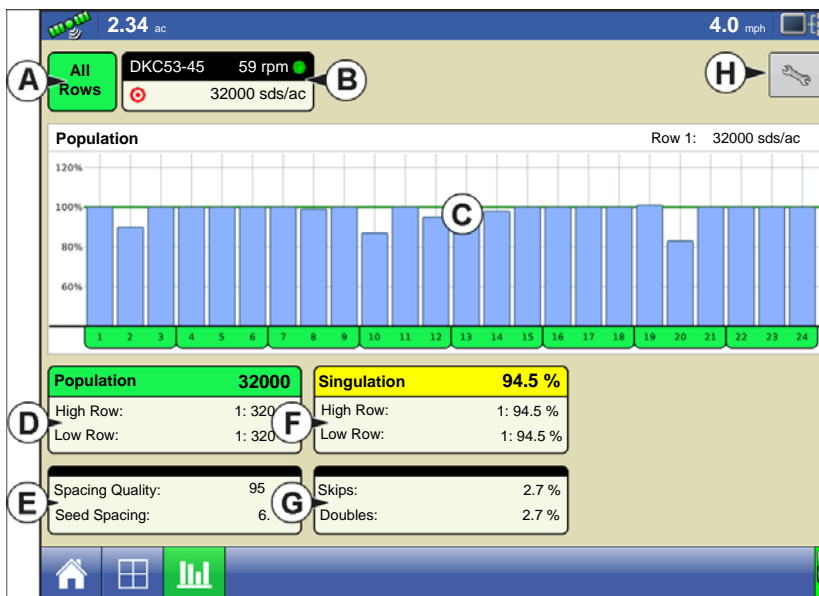 2.34 ac
4.0 mph
A
All Rows
DKC53-45 59 rpm
32000 sds/ac
B
H
Population
Row 1: 32000 sds/ac
120%
100%
80%
60%
C
1 2 3 4 5 6 7 8 9 10 11 12 13 14 15 16 17 18 19 20 21 22 23 24
Population 32000
High Row: 1: 320
Low Row: 1: 320
D
Singulation 94.5 %
High Row: 1: 94.5 %
Low Row: 1: 94.5 %
F
Spacing Quality: 95
Seed Spacing: 6.
E
Skips: 2.7 %
Doubles: 2.7 %
G